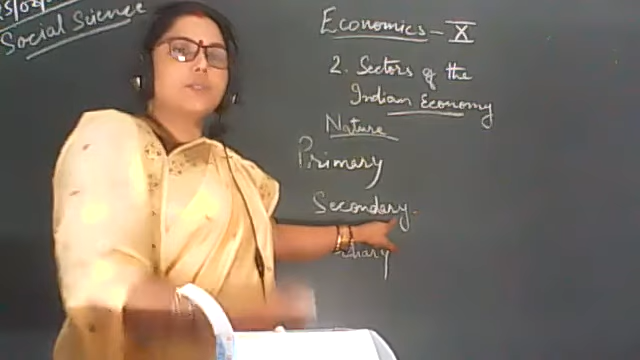 Social Science
Economics - X
2. Sectors of the
Indian Economy
Nature
Primary
Secondary